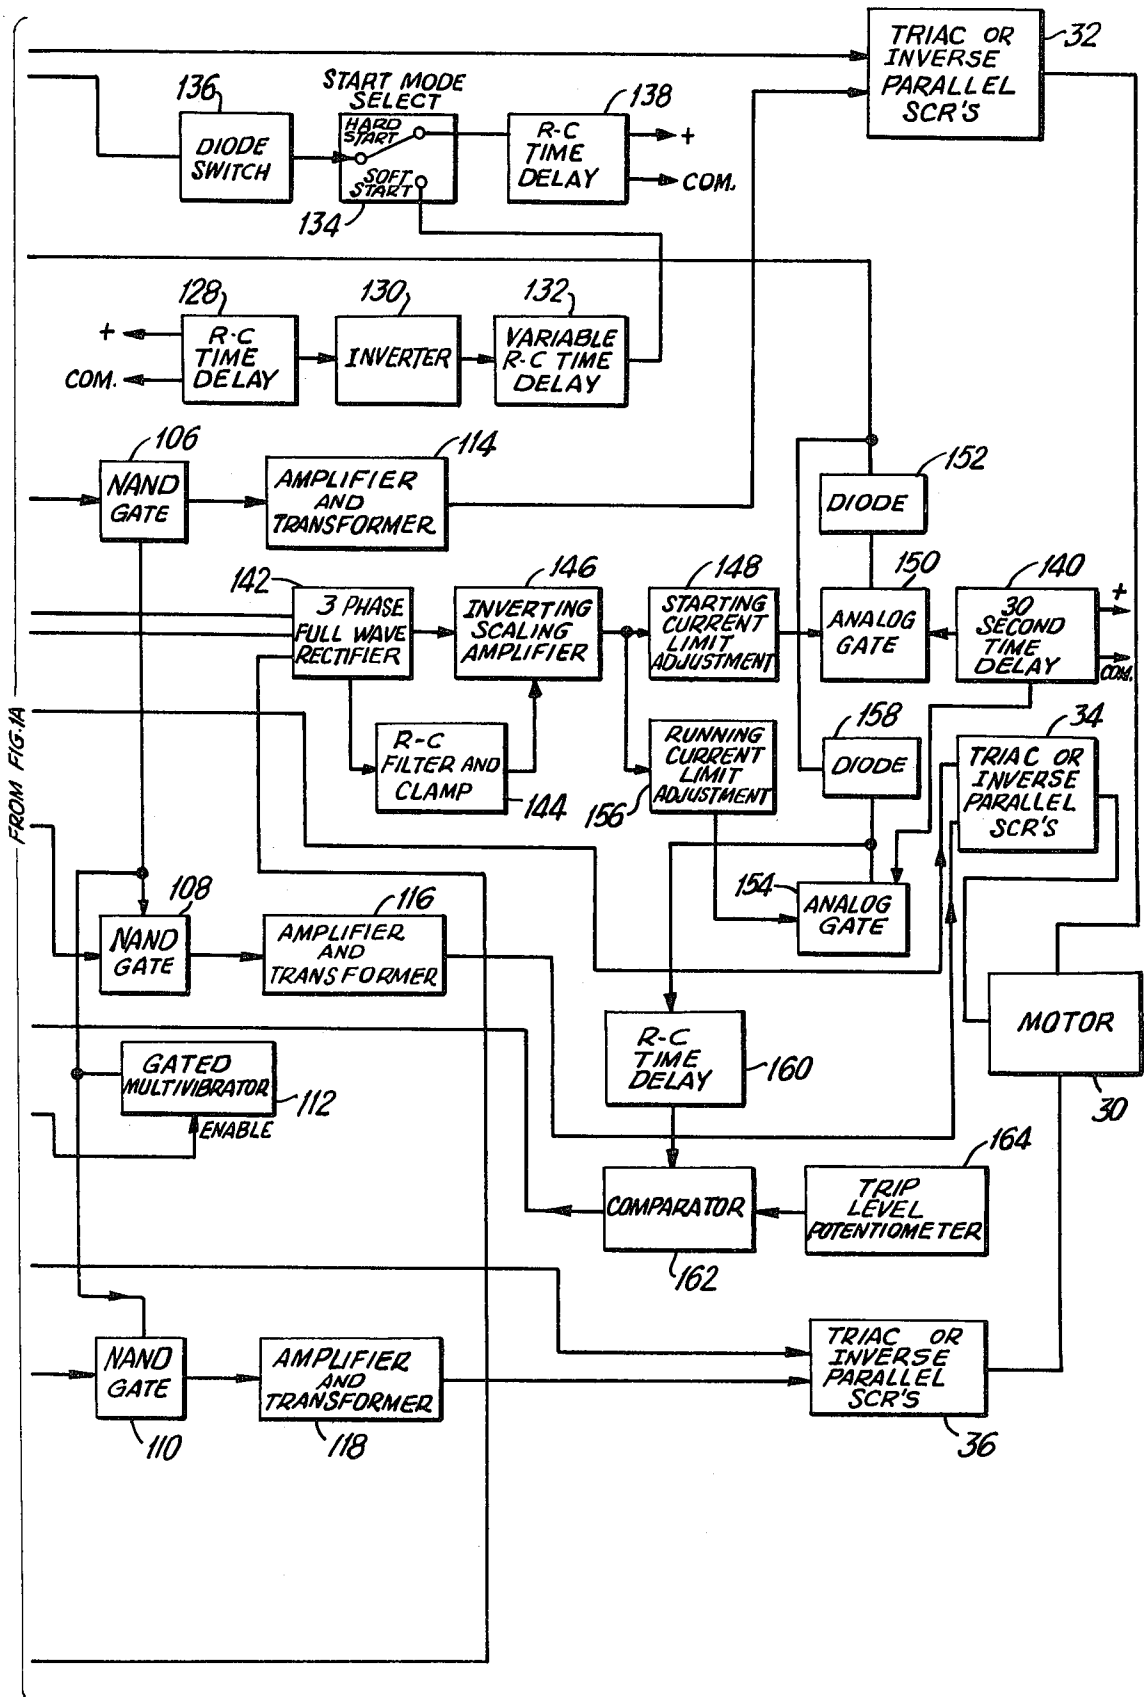 TRIAC OR
INVERSE
PARALLEL
SCR'S
32
136
DIODE
SWITCH
START MODE
SELECT
HARD
START
SOFT
START
134
138
R-C
TIME
DELAY
+
COM.
128
+
COM.
R-C
TIME
DELAY
130
INVERTER
132
VARIABLE
R-C TIME
DELAY
106
NAND
GATE
114
AMPLIFIER
AND
TRANSFORMER
152
DIODE
142
3 PHASE
FULL WAVE
RECTIFIER
146
INVERTING
SCALING
AMPLIFIER
148
STARTING
CURRENT
LIMIT
ADJUSTMENT
150
ANALOG
GATE
140
30
SECOND
TIME
DELAY
+
COM.
FROM FIG.1A
R-C
FILTER AND
CLAMP
144
RUNNING
CURRENT
LIMIT
ADJUSTMENT
156
158
DIODE
34
TRIAC OR
INVERSE
PARALLEL
SCR'S
108
NAND
GATE
116
AMPLIFIER
AND
TRANSFORMER
154
ANALOG
GATE
MOTOR
30
R-C
TIME
DELAY
160
GATED
MULTIVIBRATOR
112
ENABLE
COMPARATOR
162
164
TRIP
LEVEL
POTENTIOMETER
NAND
GATE
110
AMPLIFIER
AND
TRANSFORMER
118
TRIAC OR
INVERSE
PARALLEL
SCR'S
36